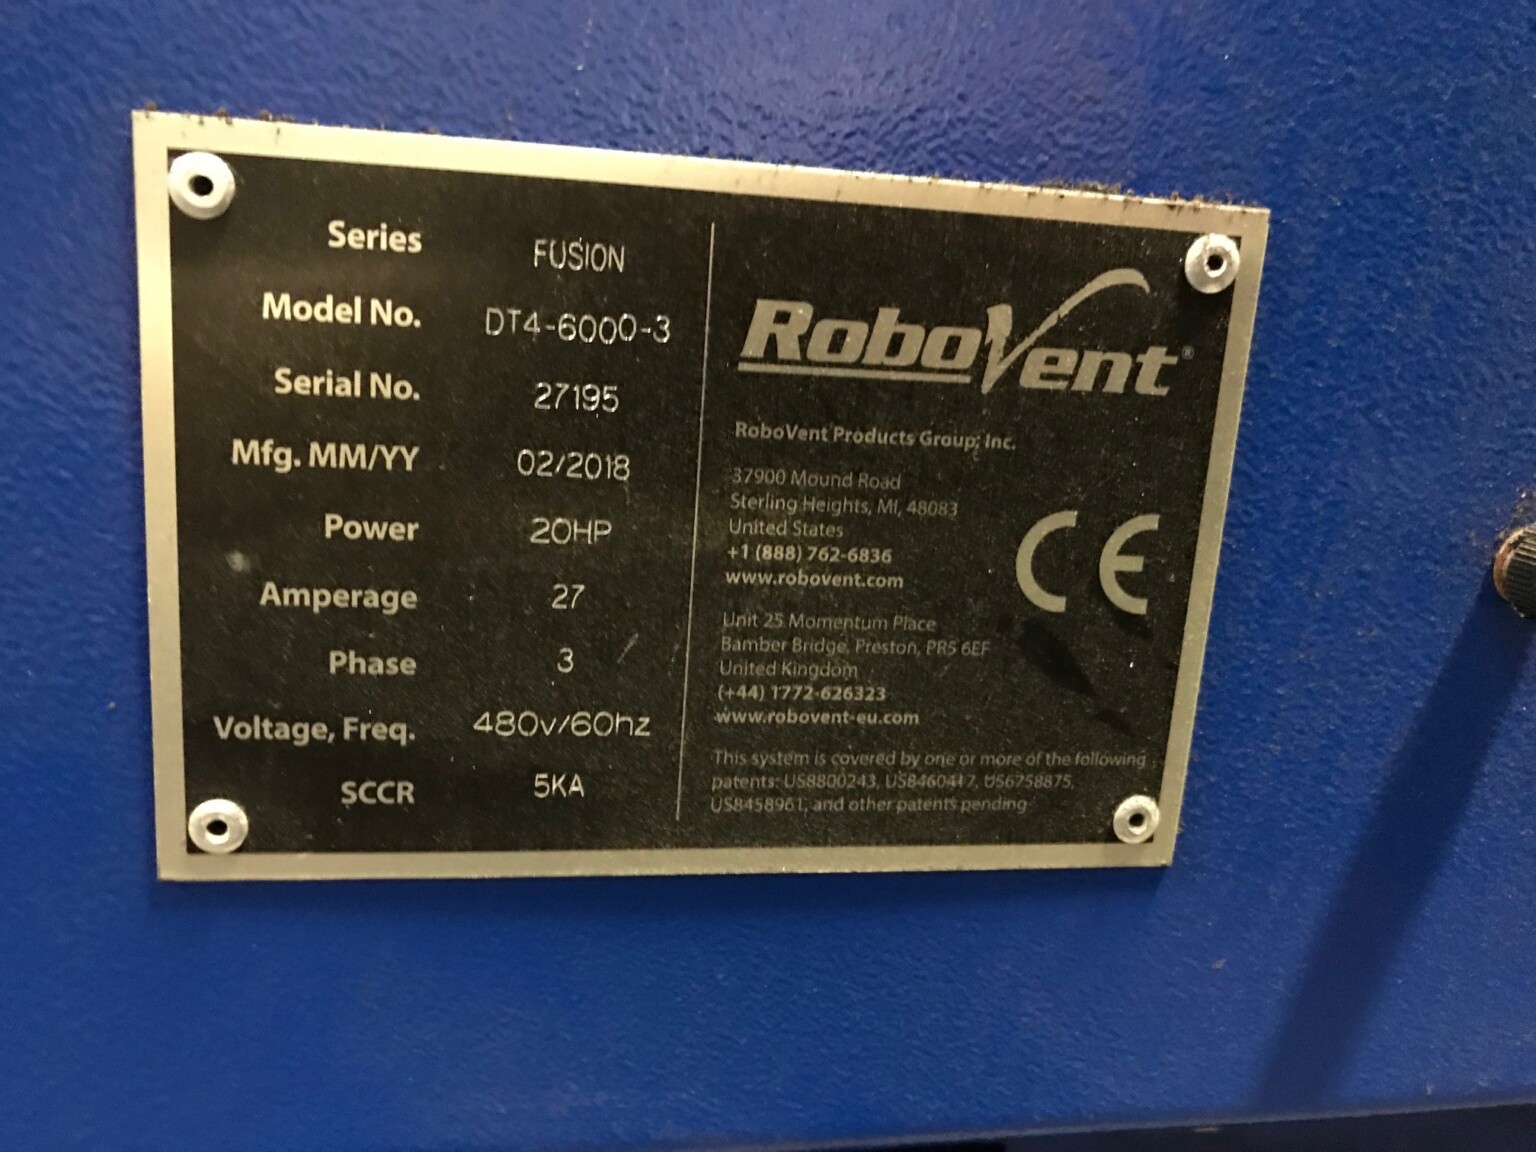 Series FUSION
Model No. DT4-6000-3
Serial No. 27195
Mfg. MM/YY 02/2018
Power 20HP
Amperage 27
Phase 3
Voltage, Freq. 480v/60hz
SCCR 5KA
RoboVent®
RoboVent Products Group, Inc.
37900 Mound Road
Sterling Heights, MI, 48083
United States
+1 (888) 762-6836
www.robovent.com
CE
Unit 25 Momentum Place
Bamber Bridge, Preston, PR5 6EF
United Kingdom
(+44) 1772-626323
www.robovent-eu.com
This system is covered by one or more of the following
patents: US8800243, US8460417, US6758875,
US8458961, and other patents pending